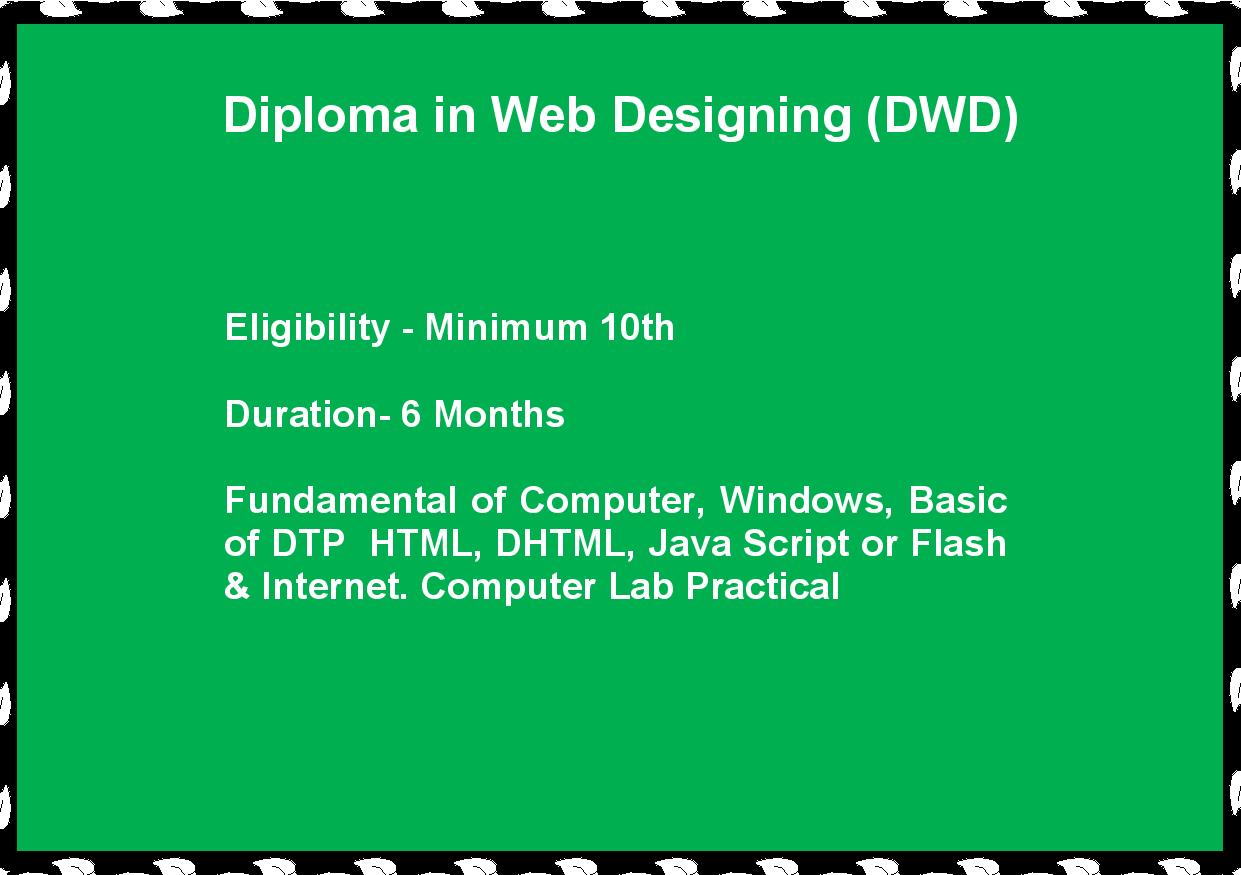 Diploma in Web Designing (DWD)
Eligibility - Minimum 10th
Duration- 6 Months
Fundamental of Computer, Windows, Basic
of DTP  HTML, DHTML, Java Script or Flash
& Internet. Computer Lab Practical